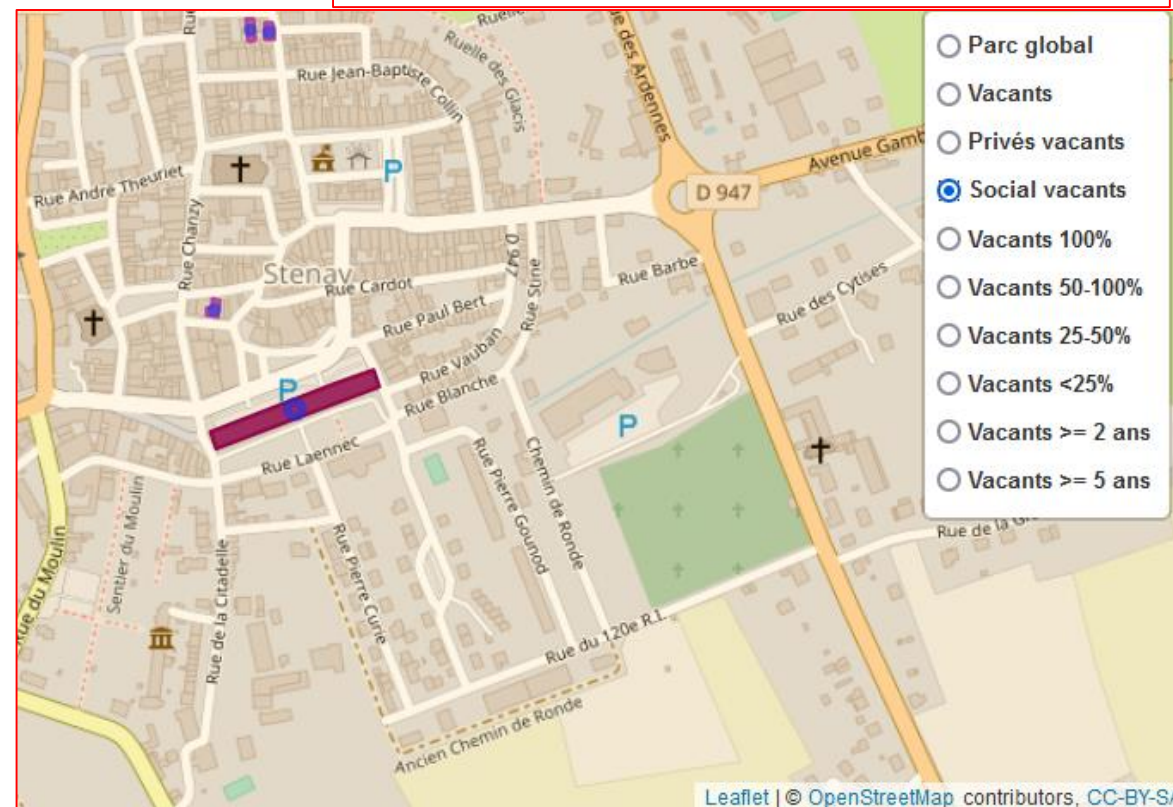 Parc global
Vacants
Privés vacants
Social vacants
Vacants 100%
Vacants 50-100%
Vacants 25-50%
Vacants <25%
Vacants >= 2 ans
Vacants >= 5 ans
Ruelle des Glacis
Rue Jean-Baptiste Collin
Rue des Ardennes
P
Avenue Gamb
Rue Andre Theuriet
D 947
Rue Chanzy
D 947
Stenay
Rue Cardot
Rue Barbe
Rue Stine
Rue des Cytises
Rue Paul Bert
Rue Vauban
P
Rue Blanche
P
Rue Laennec
Rue Pierre Gounod
Chemin de Ronde
Sentier du Moulin
Rue du Moulin
Rue de la Citadelle
Rue Pierre Curie
Rue de la
Rue du 120e R.I.
Ancien Chemin de Ronde
Leaflet | © OpenStreetMap contributors, CC-BY-SA